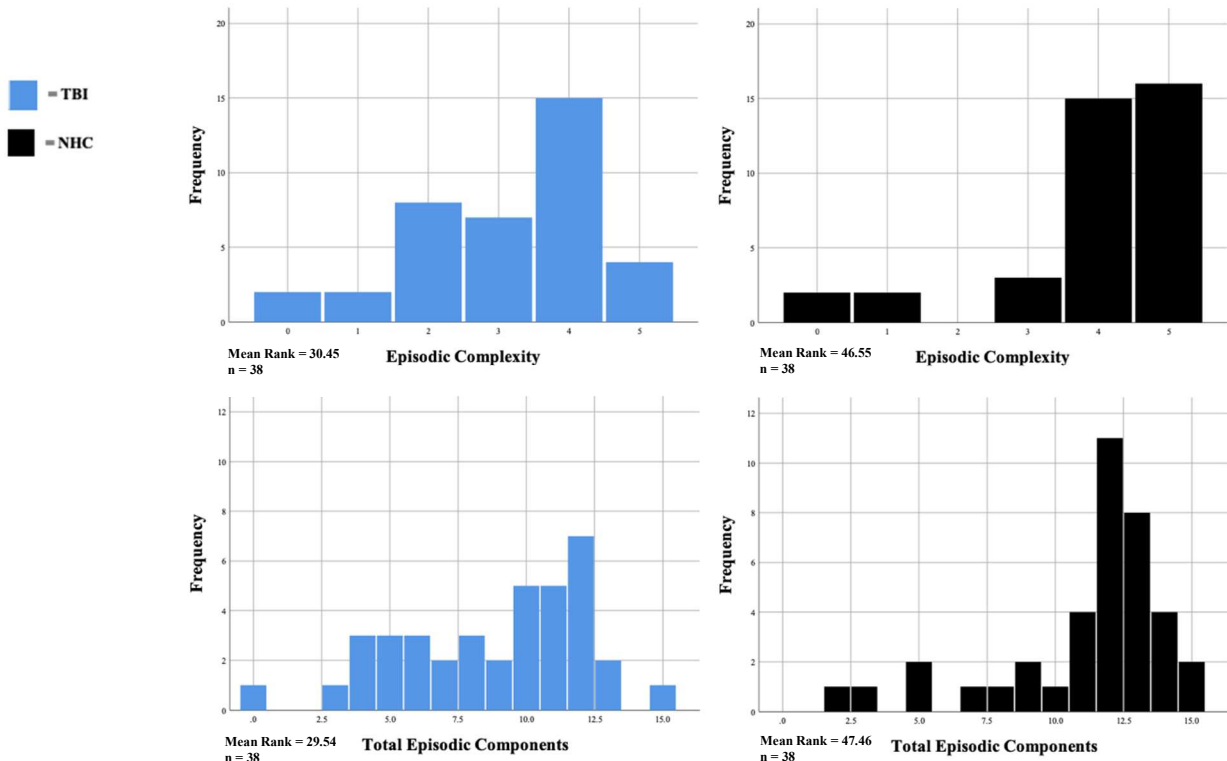 = TBI
= NHC
20
15
10
5
0
Frequency
0 1 2 3 4 5
Mean Rank = 30.45
n = 38
Episodic Complexity
20
15
10
5
0
Frequency
0 1 2 3 4 5
Mean Rank = 46.55
n = 38
Episodic Complexity
12
10
8
6
4
2
0
Frequency
.0 2.5 5.0 7.5 10.0 12.5 15.0
Mean Rank = 29.54
n = 38
Total Episodic Components
12
10
8
6
4
2
0
Frequency
.0 2.5 5.0 7.5 10.0 12.5 15.0
Mean Rank = 47.46
n = 38
Total Episodic Components